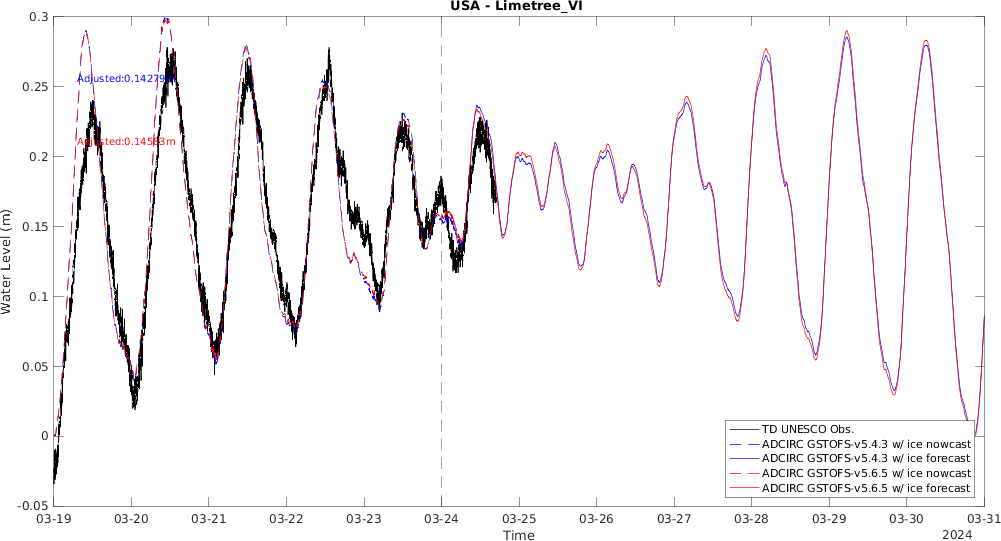 USA - Limetree_VI
0.3
0.25
0.2
0.15
0.1
0.05
0
-0.05
Water Level (m)
Adjusted:0.14279
Adjusted:0.14583m
TD UNESCO Obs.
ADCIRC GSTOFS-v5.4.3 w/ ice nowcast
ADCIRC GSTOFS-v5.4.3 w/ ice forecast
ADCIRC GSTOFS-v5.6.5 w/ ice nowcast
ADCIRC GSTOFS-v5.6.5 w/ ice forecast
03-19 03-20 03-21 03-22 03-23 03-24 03-25 03-26 03-27 03-28 03-29 03-30 03-31
Time
2024